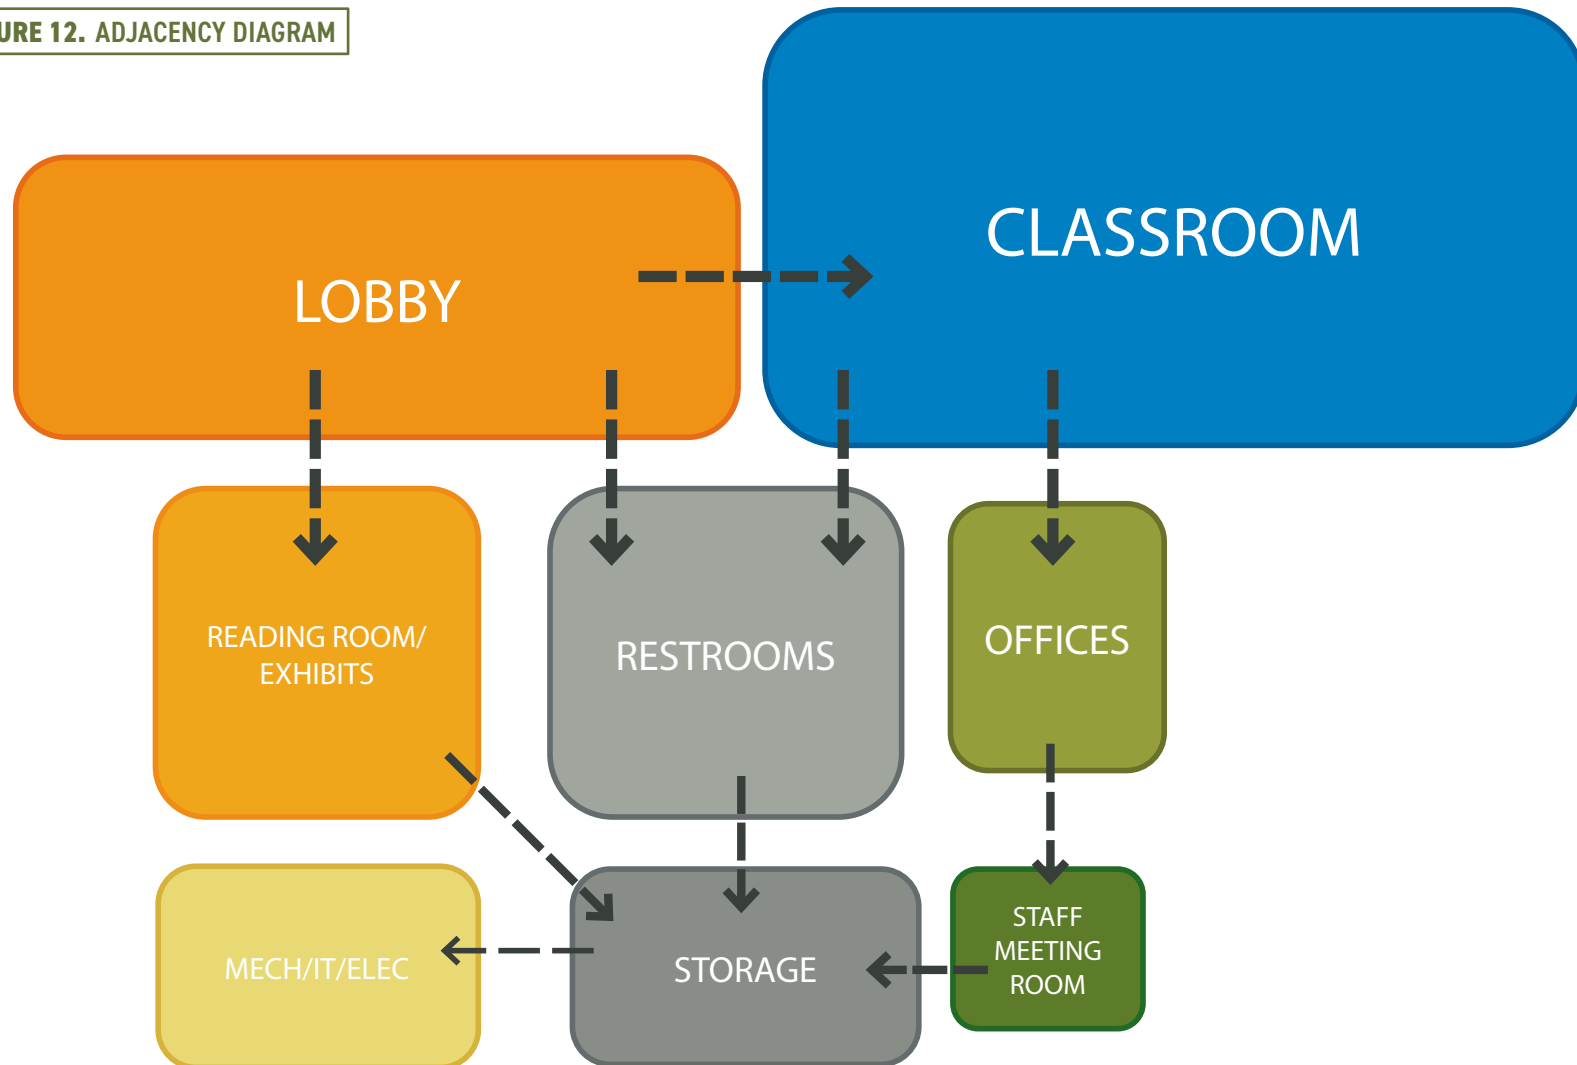 URE 12. ADJACENCY DIAGRAM
CLASSROOM
LOBBY
READING ROOM/
EXHIBITS
RESTROOMS
OFFICES
MECH/IT/ELEC
STORAGE
STAFF
MEETING
ROOM